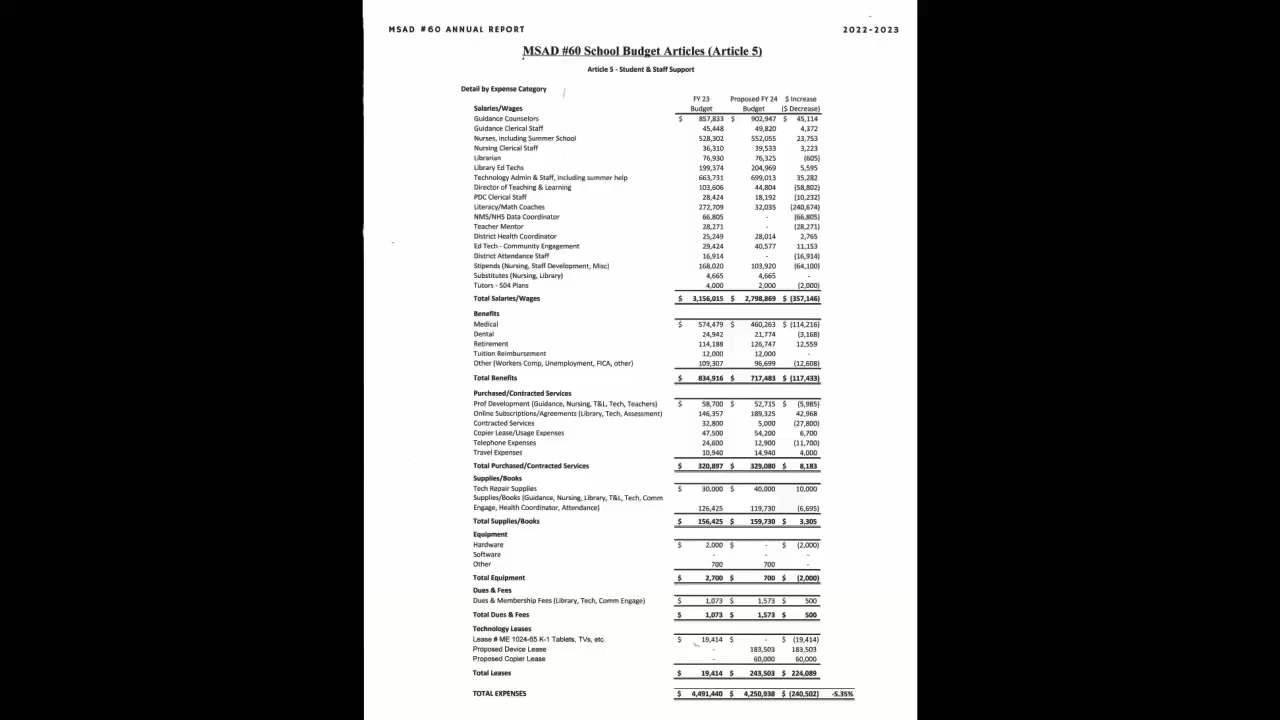 MSAD #60 ANNUAL REPORT 2022-2023
MSAD #60 School Budget Articles (Article 5)
Article 5 - Student & Staff Support
Detail by Expense Category
FY 23 Proposed FY 24 $ Increase
Salaries/Wages Budget Budget ($ Decrease)
Guidance Counselors $ 857,833 $ 902,947 $ 45,114
Guidance Clerical Staff 45,448 49,820 4,372
Nurses, including Summer School 528,302 552,055 23,753
Nursing Clerical Staff 36,310 39,533 3,223
Librarian 76,930 76,325 (605)
Library Ed Techs 199,374 204,969 5,595
Technology Admin & Staff, including summer help 663,731 699,013 35,282
Director of Teaching & Learning 103,606 44,804 (58,802)
PDC Clerical Staff 28,424 18,192 (10,232)
Literacy/Math Coaches 272,709 32,035 (240,674)
NMS/NHS Data Coordinator 66,805 - (66,805)
Teacher Mentor 28,271 - (28,271)
District Health Coordinator 25,249 28,014 2,765
Ed Tech - Community Engagement 29,424 40,577 11,153
District Attendance Staff 16,914 - (16,914)
Stipends (Nursing, Staff Development, Misc) 168,020 103,920 (64,100)
Substitutes (Nursing, Library) 4,665 4,665 -
Tutors - 504 Plans 4,000 2,000 (2,000)
Total Salaries/Wages $ 3,156,015 $ 2,798,869 $ (357,146)
Benefits
Medical $ 574,479 $ 460,263 $ (114,216)
Dental 24,942 21,774 (3,168)
Retirement 114,188 126,747 12,559
Tuition Reimbursement 12,000 12,000 -
Other (Workers Comp, Unemployment, FICA, other) 109,307 96,699 (12,608)
Total Benefits $ 834,916 $ 717,483 $ (117,433)
Purchased/Contracted Services
Prof Development (Guidance, Nursing, T&L, Tech, Teachers) $ 58,700 $ 52,715 $ (5,985)
Online Subscriptions/Agreements (Library, Tech, Assessment) 146,357 189,325 42,968
Contracted Services 32,800 5,000 (27,800)
Copier Lease/Usage Expenses 47,500 54,200 6,700
Telephone Expenses 24,600 12,900 (11,700)
Travel Expenses 10,940 14,940 4,000
Total Purchased/Contracted Services $ 320,897 $ 329,080 $ 8,183
Supplies/Books
Tech Repair Supplies $ 30,000 $ 40,000 10,000
Supplies/Books (Guidance, Nursing, Library, T&L, Tech, Comm
Engage, Health Coordinator, Attendance) 126,425 119,730 (6,695)
Total Supplies/Books $ 156,425 $ 159,730 $ 3,305
Equipment
Hardware $ 2,000 $ - $ (2,000)
Software - - -
Other 700 700 -
Total Equipment $ 2,700 $ 700 $ (2,000)
Dues & Fees
Dues & Membership Fees (Library, Tech, Comm Engage) $ 1,073 $ 1,573 $ 500
Total Dues & Fees $ 1,073 $ 1,573 $ 500
Technology Leases
Lease # ME 1024-65 K-1 Tablets, TVs, etc. $ 19,414 $ - $ (19,414)
Proposed Device Lease - 183,503 183,503
Proposed Copier Lease - 60,000 60,000
Total Leases $ 19,414 $ 243,503 $ 224,089
TOTAL EXPENSES $ 4,491,440 $ 4,250,938 $ (240,502) -5.35%